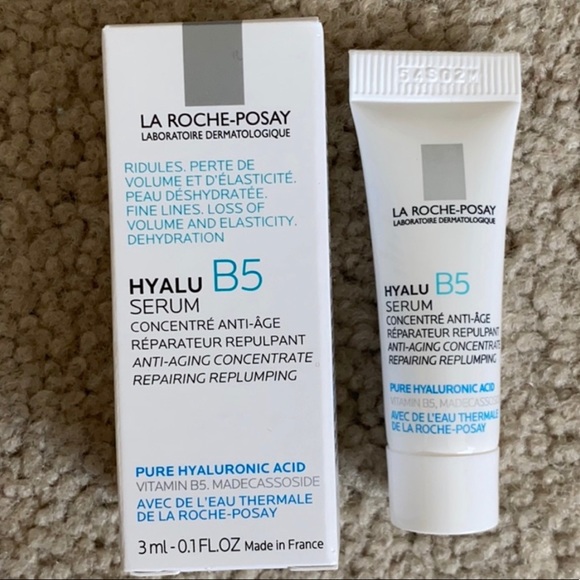 LA ROCHE-POSAY
LABORATOIRE DERMATOLOGIQUE
RIDULES. PERTE DE
VOLUME ET D'ÉLASTICITÉ.
PEAU DÉSHYDRATÉE.
FINE LINES. LOSS OF
VOLUME AND ELASTICITY.
DEHYDRATION
HYALU B5
SERUM
CONCENTRÉ ANTI-ÂGE
RÉPARATEUR REPULPANT
ANTI-AGING CONCENTRATE
REPAIRING REPLUMPING
PURE HYALURONIC ACID
VITAMIN B5. MADECASSOSIDE
AVEC DE L'EAU THERMALE
DE LA ROCHE-POSAY
3 ml - 0.1 FL.OZ Made in France
LA ROCHE-POSAY
LABORATOIRE DERMATOLOGIQUE
HYALU B5
SERUM
CONCENTRÉ ANTI-ÂGE
RÉPARATEUR REPULPANT
ANTI-AGING CONCENTRATE
REPAIRING REPLUMPING
PURE HYALURONIC ACID
VITAMIN B5, MADECASSOSIDE
AVEC DE L'EAU THERMALE
DE LA ROCHE-POSAY